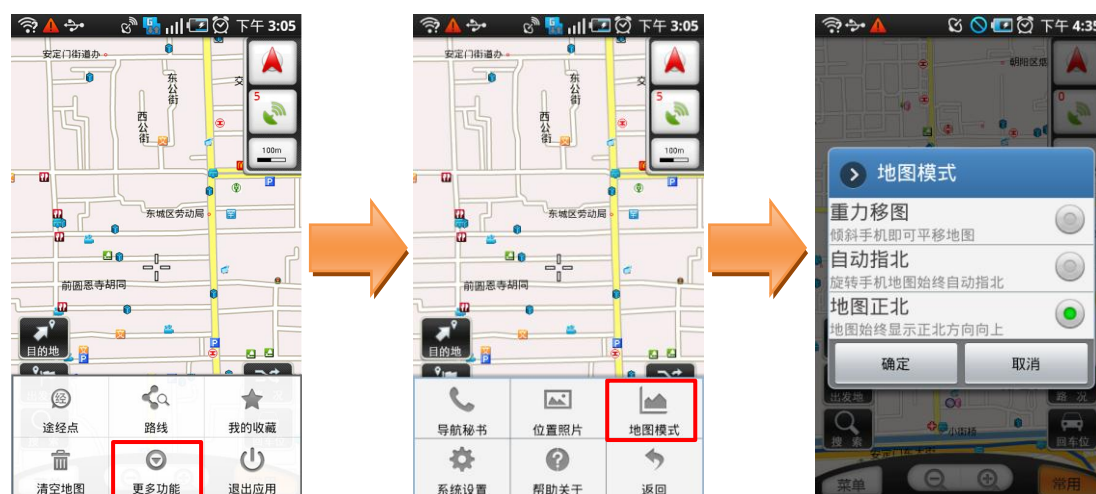 下午 3:05
安定门街道办
东公街
西公街
交
5
100m
东城区劳动局
前圆恩寺胡同
目的地
途经点
路线
我的收藏
清空地图
更多功能
退出应用
下午 3:05
安定门街道办
东公街
西公街
交
5
100m
东城区劳动局
前圆恩寺胡同
目的地
导航秘书
位置照片
地图模式
系统设置
帮助关于
返回
下午 4:35
朝阳区烟
0
地图模式
重力移图
倾斜手机即可平移地图
自动指北
旋转手机地图始终自动指北
地图正北
地图始终显示正北方向向上
确定
取消
出发地
路况
搜索
小街桥
回车位
菜单
常用